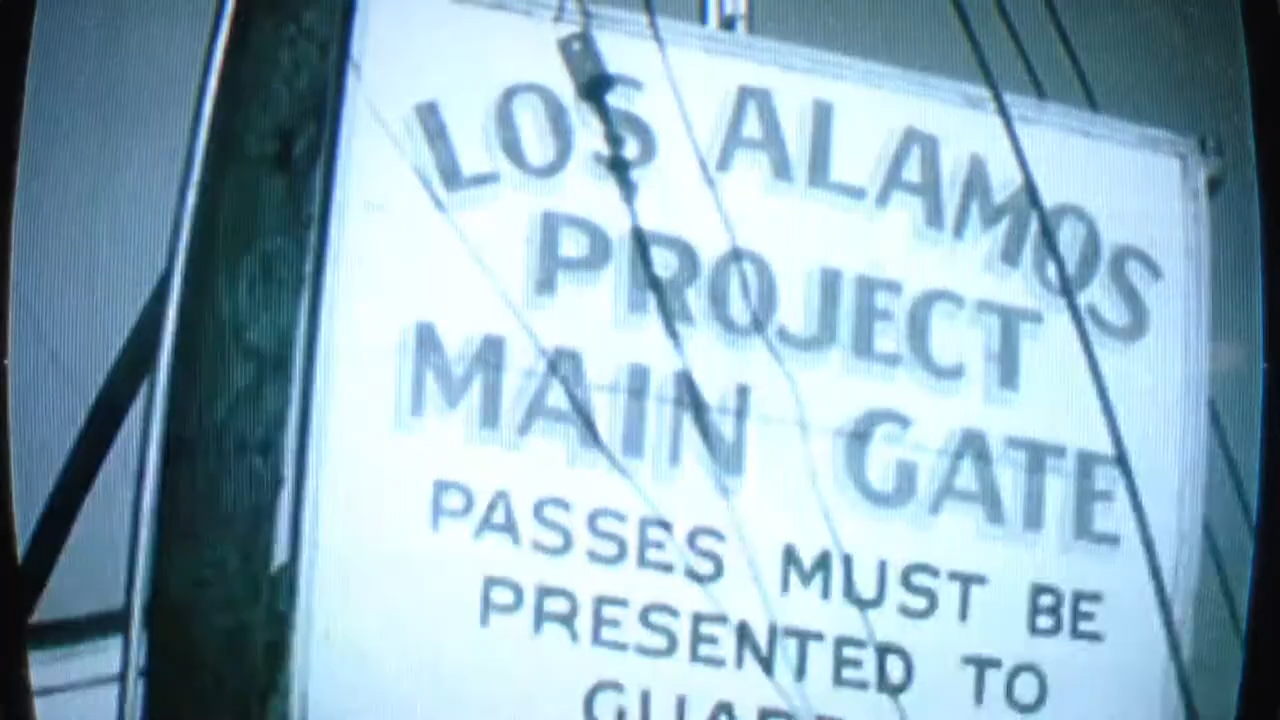 LOS ALAMOS
PROJECT
MAIN GATE
PASSES MUST BE
PRESENTED TO